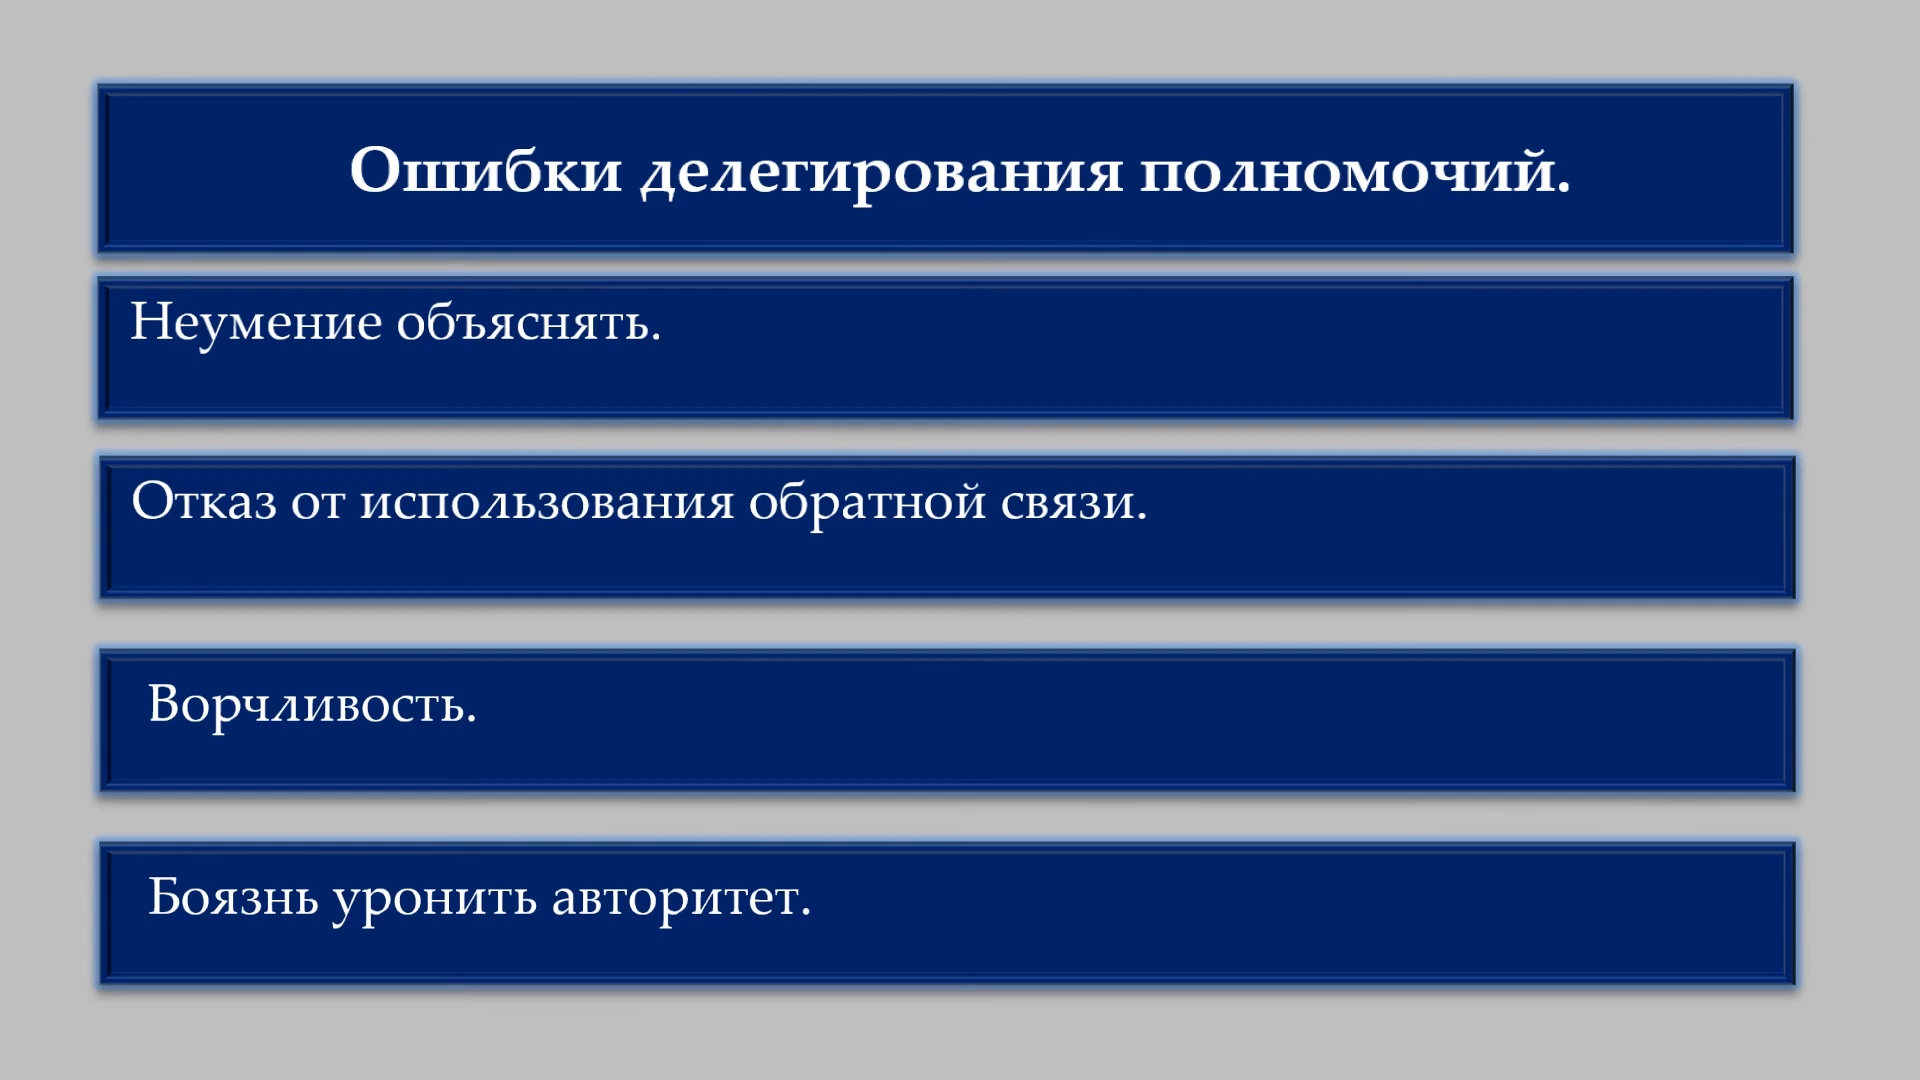 Ошибки делегирования полномочий.
Неумение объяснять.
Отказ от использования обратной связи.
Ворчливость.
Боязнь уронить авторитет.